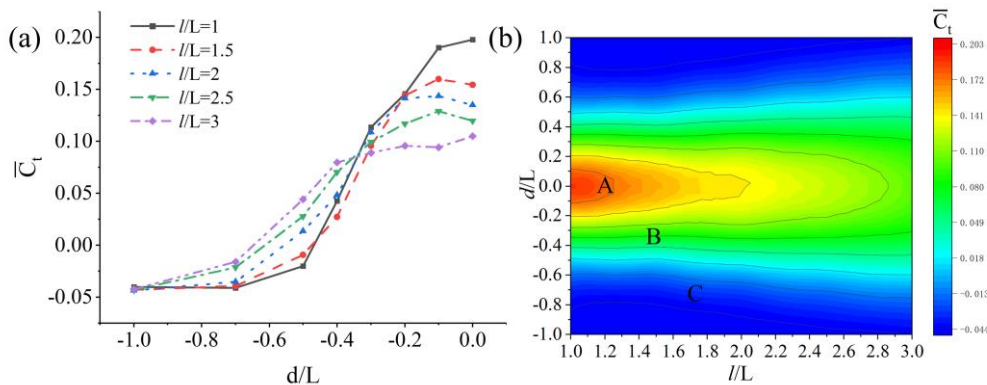 (a)
l/L=1
l/L=1.5
l/L=2
l/L=2.5
l/L=3
C̅t
0.20
0.15
0.10
0.05
0.00
-0.05
-1.0 -0.8 -0.6 -0.4 -0.2 0.0
d/L
(b)
d/L
1.0
0.8
0.6
0.4
0.2
0.0
-0.2
-0.4
-0.6
-0.8
-1.0
A
B
C
1.0 1.2 1.4 1.6 1.8 2.0 2.2 2.4 2.6 2.8 3.0
l/L
C̅t
0.203
0.172
0.141
0.110
0.080
0.049
0.018
-0.013
-0.044